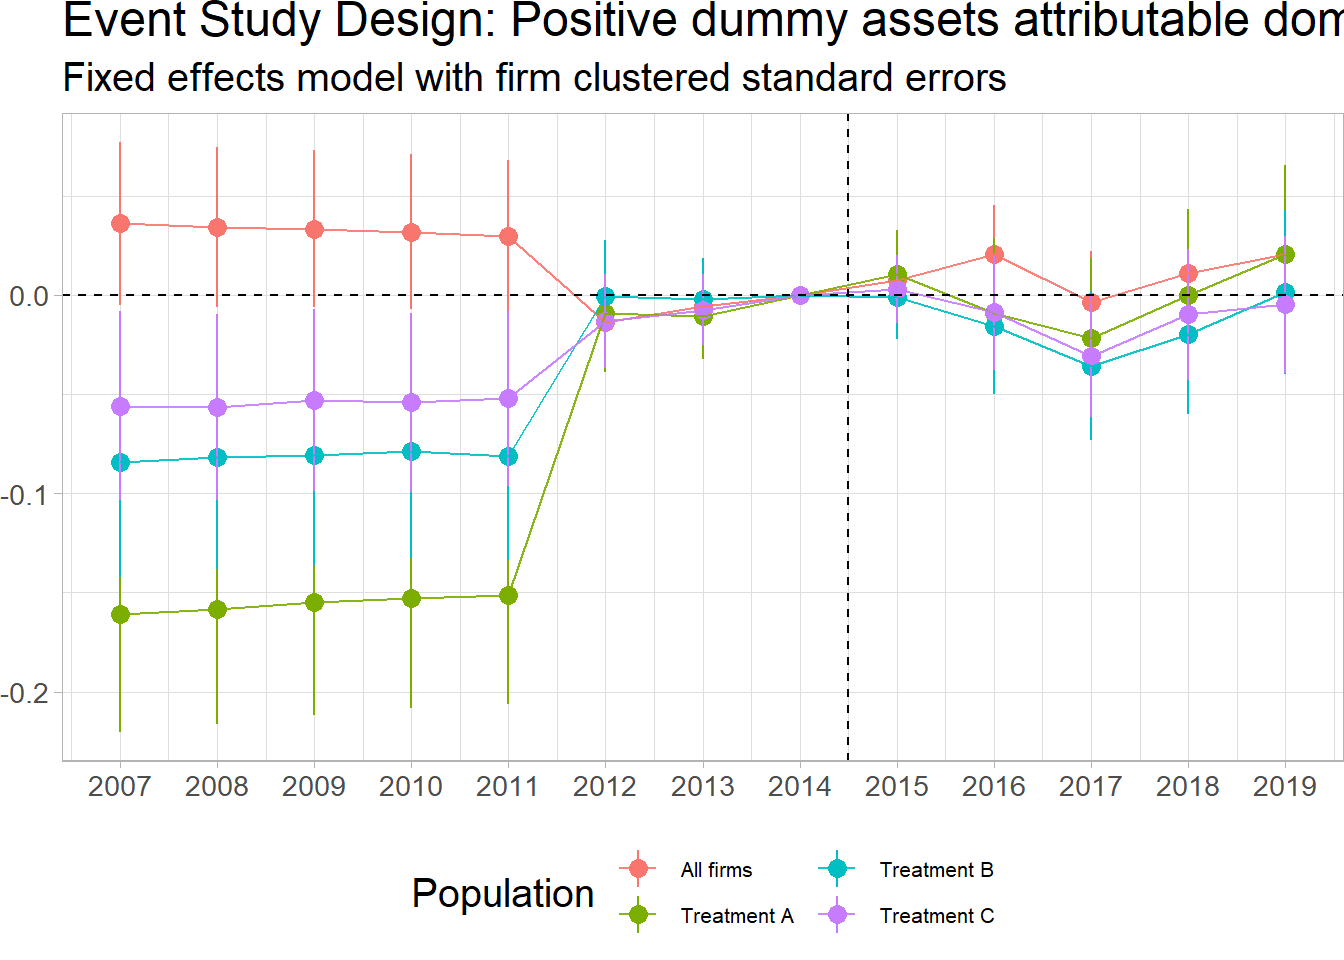 Event Study Design: Positive dummy assets attributable
Fixed effects model with firm clustered standard errors
0.0
-0.1
-0.2
2007 2008 2009 2010 2011 2012 2013 2014 2015 2016 2017 2018 2019
Population
All firms
Treatment B
Treatment A
Treatment C